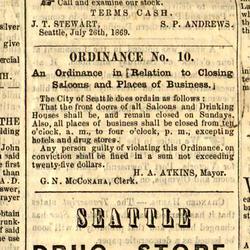 Call and examine our stock.
TERMS CASH.
J. T. STEWART, S. P. ANDREWS.
Seattle, July 26th, 1869.
ORDINANCE No. 10.
An Ordinance in Relation to Closing
Saloons and Places of Business.
The City of Seattle does ordain as follows:
That the front doors of all Saloons and Drinking
Houses shall be, and remain closed on Sundays.
Also, all places of business shall be closed from ten
o'clock, a. m., to four o'clock, p. m., excepting
hotels and drug stores.
Any person guilty of violating this Ordinance, on
conviction shall be fined in a sum not exceeding
twenty-five dollars.
H. A. ATKINS, Mayor.
G. N. McCONAHA, Clerk.
SEATTLE
DRUG STORE